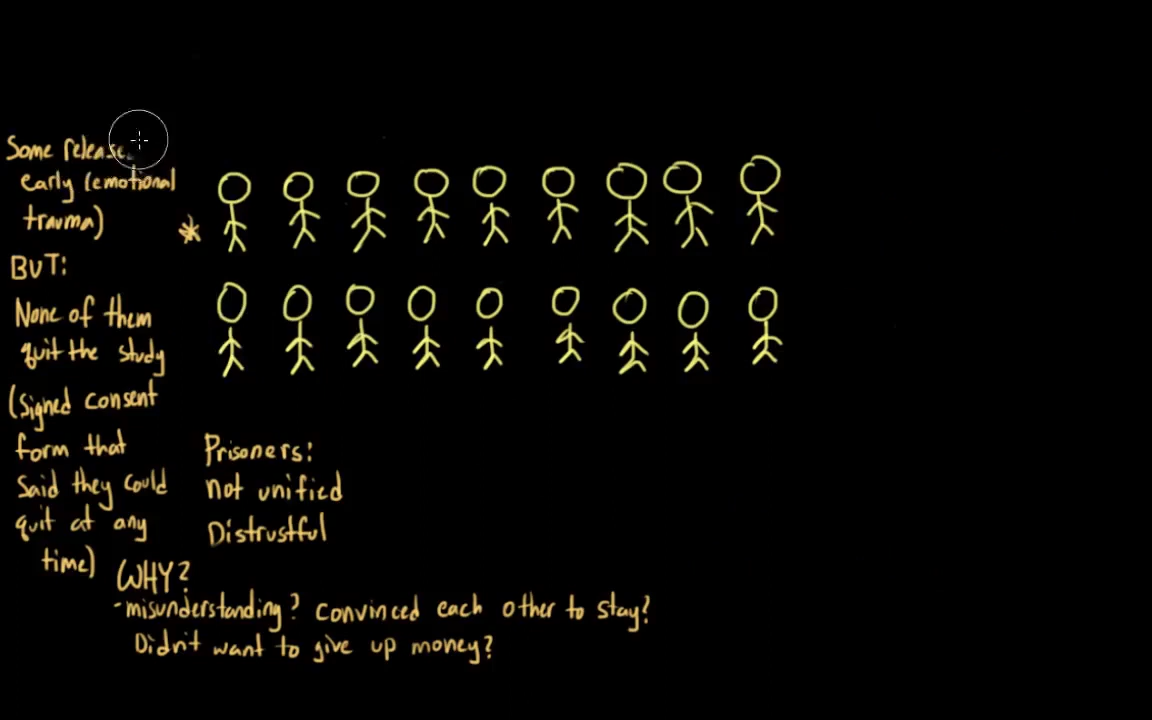 Some release
early (emotional
trauma)
*
BUT:
None of them
quit the study
(Signed consent
form that
Said they could
quit at any
time)
Prisoners:
not unified
Distrustful
WHY?
-misunderstanding? Convinced each other to stay?
Didn't want to give up money?